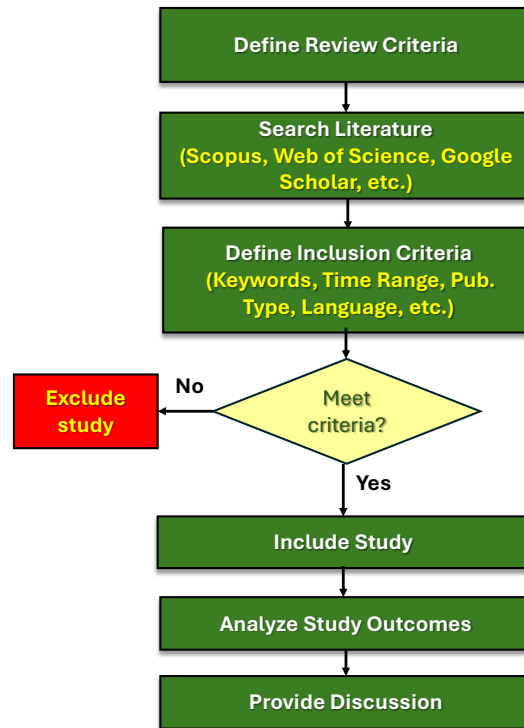 Define Review Criteria
Search Literature
(Scopus, Web of Science, Google
Scholar, etc.)
Define Inclusion Criteria
(Keywords, Time Range, Pub.
Type, Language, etc.)
No
Exclude
study
Meet
criteria?
Yes
Include Study
Analyze Study Outcomes
Provide Discussion